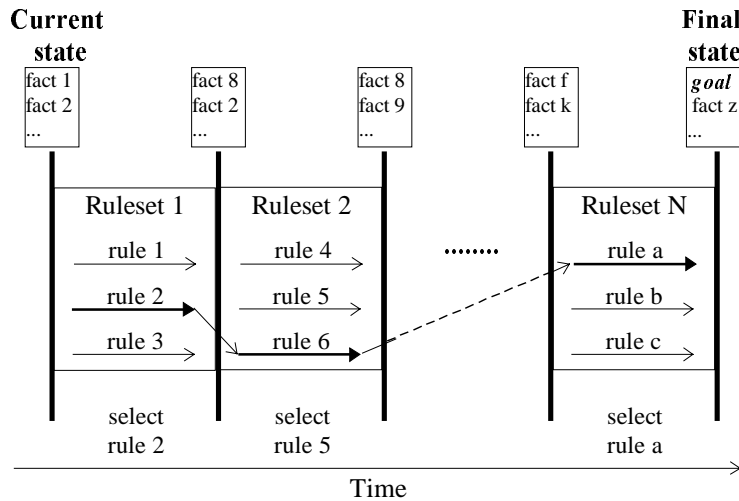 Current
state
Final
state
fact 1
fact 2
...
fact 8
fact 2
...
fact 8
fact 9
...
fact f
fact k
...
goal
fact z
...
Ruleset 1
rule 1
rule 2
rule 3
Ruleset 2
rule 4
rule 5
rule 6
........
Ruleset N
rule a
rule b
rule c
select
rule 2
select
rule 5
select
rule a
Time